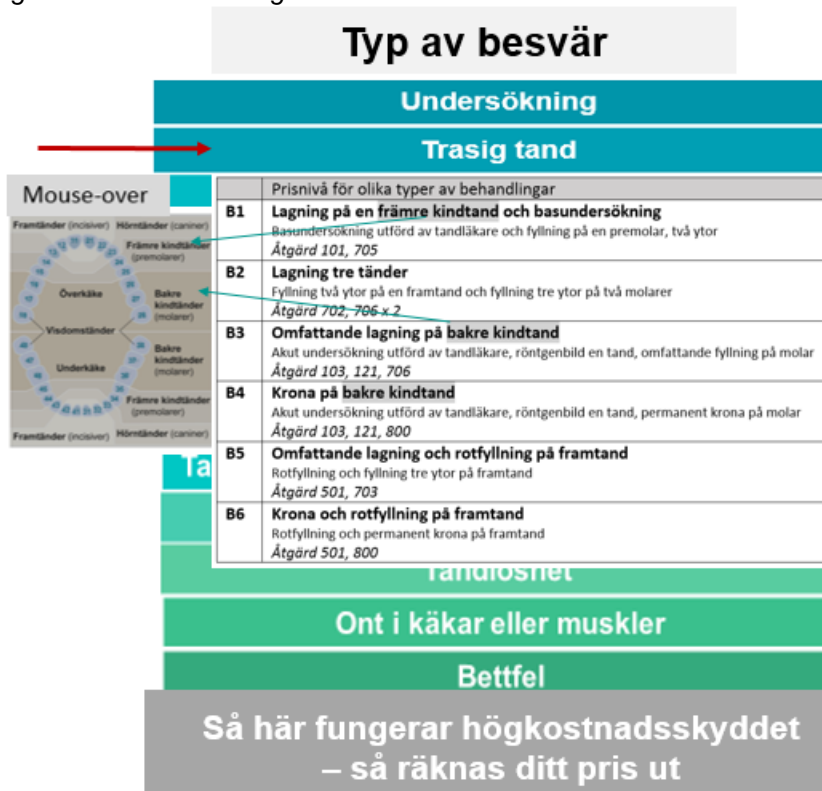 Typ av besvär
Undersökning
Trasig tand
Mouse-over
Framtänder (incisiver) Hörntänder (caniner)
Främre kindtänder
(premolarer)
Överkäke
Bakre
kindtänder
(molarer)
Visdomständer
Bakre
kindtänder
(molarer)
Underkäke
Främre kindtänder
(premolarer)
Framtänder (incisiver) Hörntänder (caniner)
Prisnivå för olika typer av behandlingar
B1 Lagning på en främre kindtand och basundersökning
Basundersökning utförd av tandläkare och fyllning på en premolar, två ytor
Åtgärd 101, 705
B2 Lagning tre tänder
Fyllning två ytor på en framtand och fyllning tre ytor på två molarer
Åtgärd 702, 706 x 2
B3 Omfattande lagning på bakre kindtand
Akut undersökning utförd av tandläkare, röntgenbild en tand, omfattande fyllning på molar
Åtgärd 103, 121, 706
B4 Krona på bakre kindtand
Akut undersökning utförd av tandläkare, röntgenbild en tand, permanent krona på molar
Åtgärd 103, 121, 800
B5 Omfattande lagning och rotfyllning på framtand
Rotfyllning och fyllning tre ytor på framtand
Åtgärd 501, 703
B6 Krona och rotfyllning på framtand
Rotfyllning och permanent krona på framtand
Åtgärd 501, 800
Ta
Tandlöshet
Ont i käkar eller muskler
Bettfel
Så här fungerar högkostnadsskyddet
– så räknas ditt pris ut